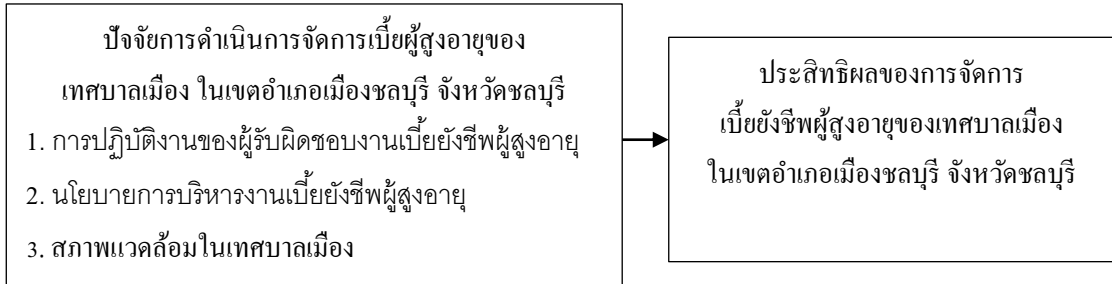 ปัจจัยการดำเนินการจัดการเบี้ยผู้สูงอายุของ
เทศบาลเมือง ในเขตอำเภอเมืองชลบุรี จังหวัดชลบุรี
1. การปฏิบัติงานของผู้รับผิดชอบงานเบี้ยยังชีพผู้สูงอายุ
2. นโยบายการบริหารงานเบี้ยยังชีพผู้สูงอายุ
3. สภาพแวดล้อมในเทศบาลเมือง
ประสิทธิผลของการจัดการ
เบี้ยยังชีพผู้สูงอายุของเทศบาลเมือง
ในเขตอำเภอเมืองชลบุรี จังหวัดชลบุรี